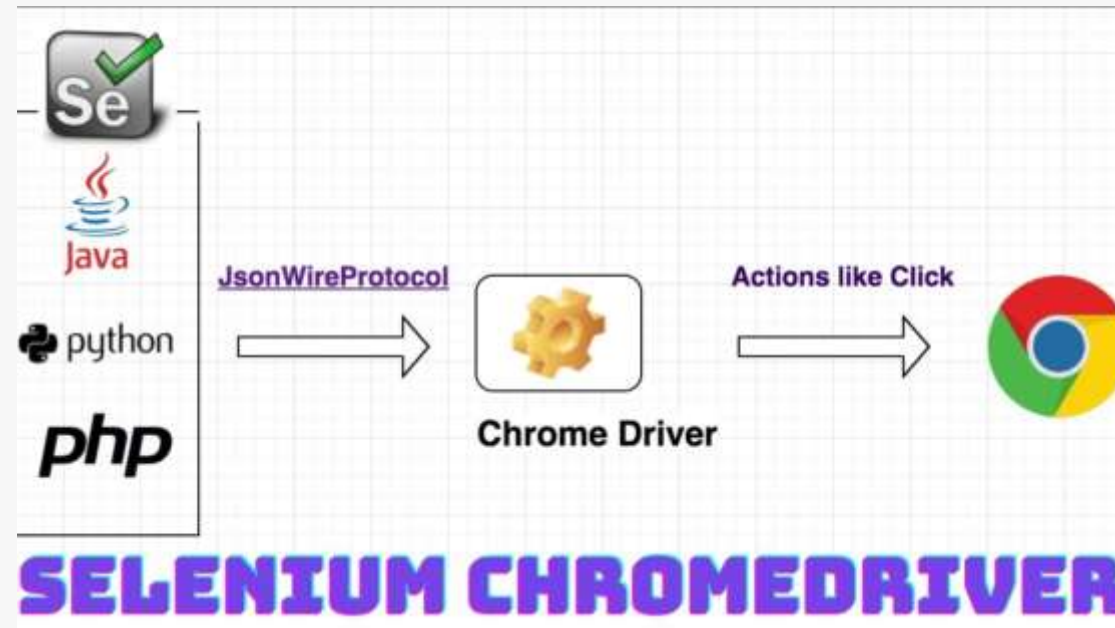 Se
Java
python
php
JsonWireProtocol
Chrome Driver
Actions like Click
SELENIUM CHROMEDRIVER